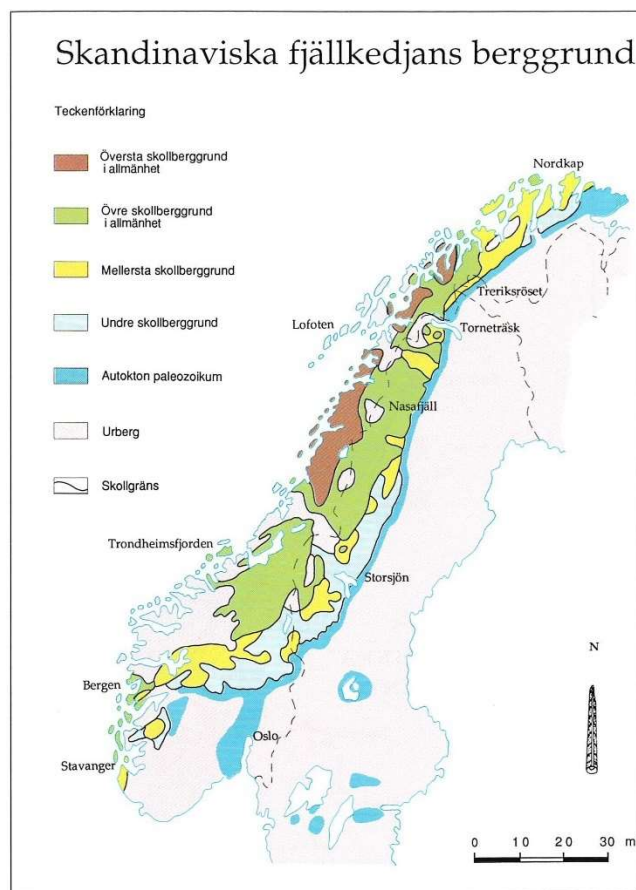 Skandinaviska fjällkedjans berggrund
Teckenförklaring
Översta skollberggrund
i allmänhet
Övre skollberggrund
i allmänhet
Mellersta skollberggrund
Undre skollberggrund
Autokton paleozoikum
Urberg
Skollgräns
Nordkap
Treriksröset
Torneträsk
Lofoten
Nasafjäll
Trondheimsfjorden
Storsjön
Bergen
Oslo
Stavanger
N
0 10 20 30 m